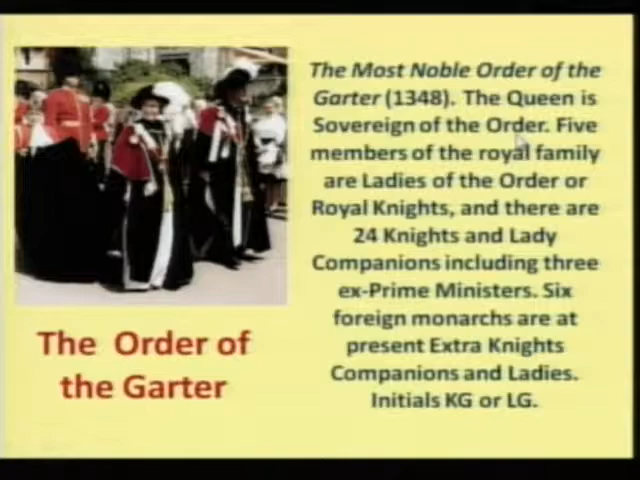 The Most Noble Order of the
Garter (1348). The Queen is
Sovereign of the Order. Five
members of the royal family
are Ladies of the Order or
Royal Knights, and there are
24 Knights and Lady
Companions including three
ex-Prime Ministers. Six
foreign monarchs are at
present Extra Knights
Companions and Ladies.
Initials KG or LG.
The Order of
the Garter